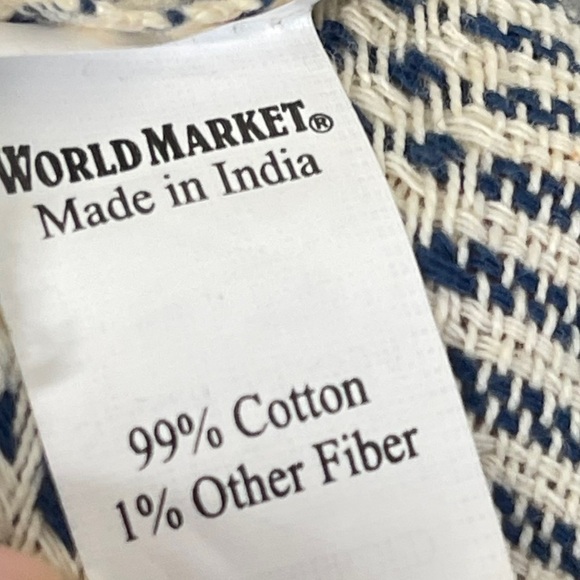 WORLD MARKET®
Made in India
99% Cotton
1% Other Fiber